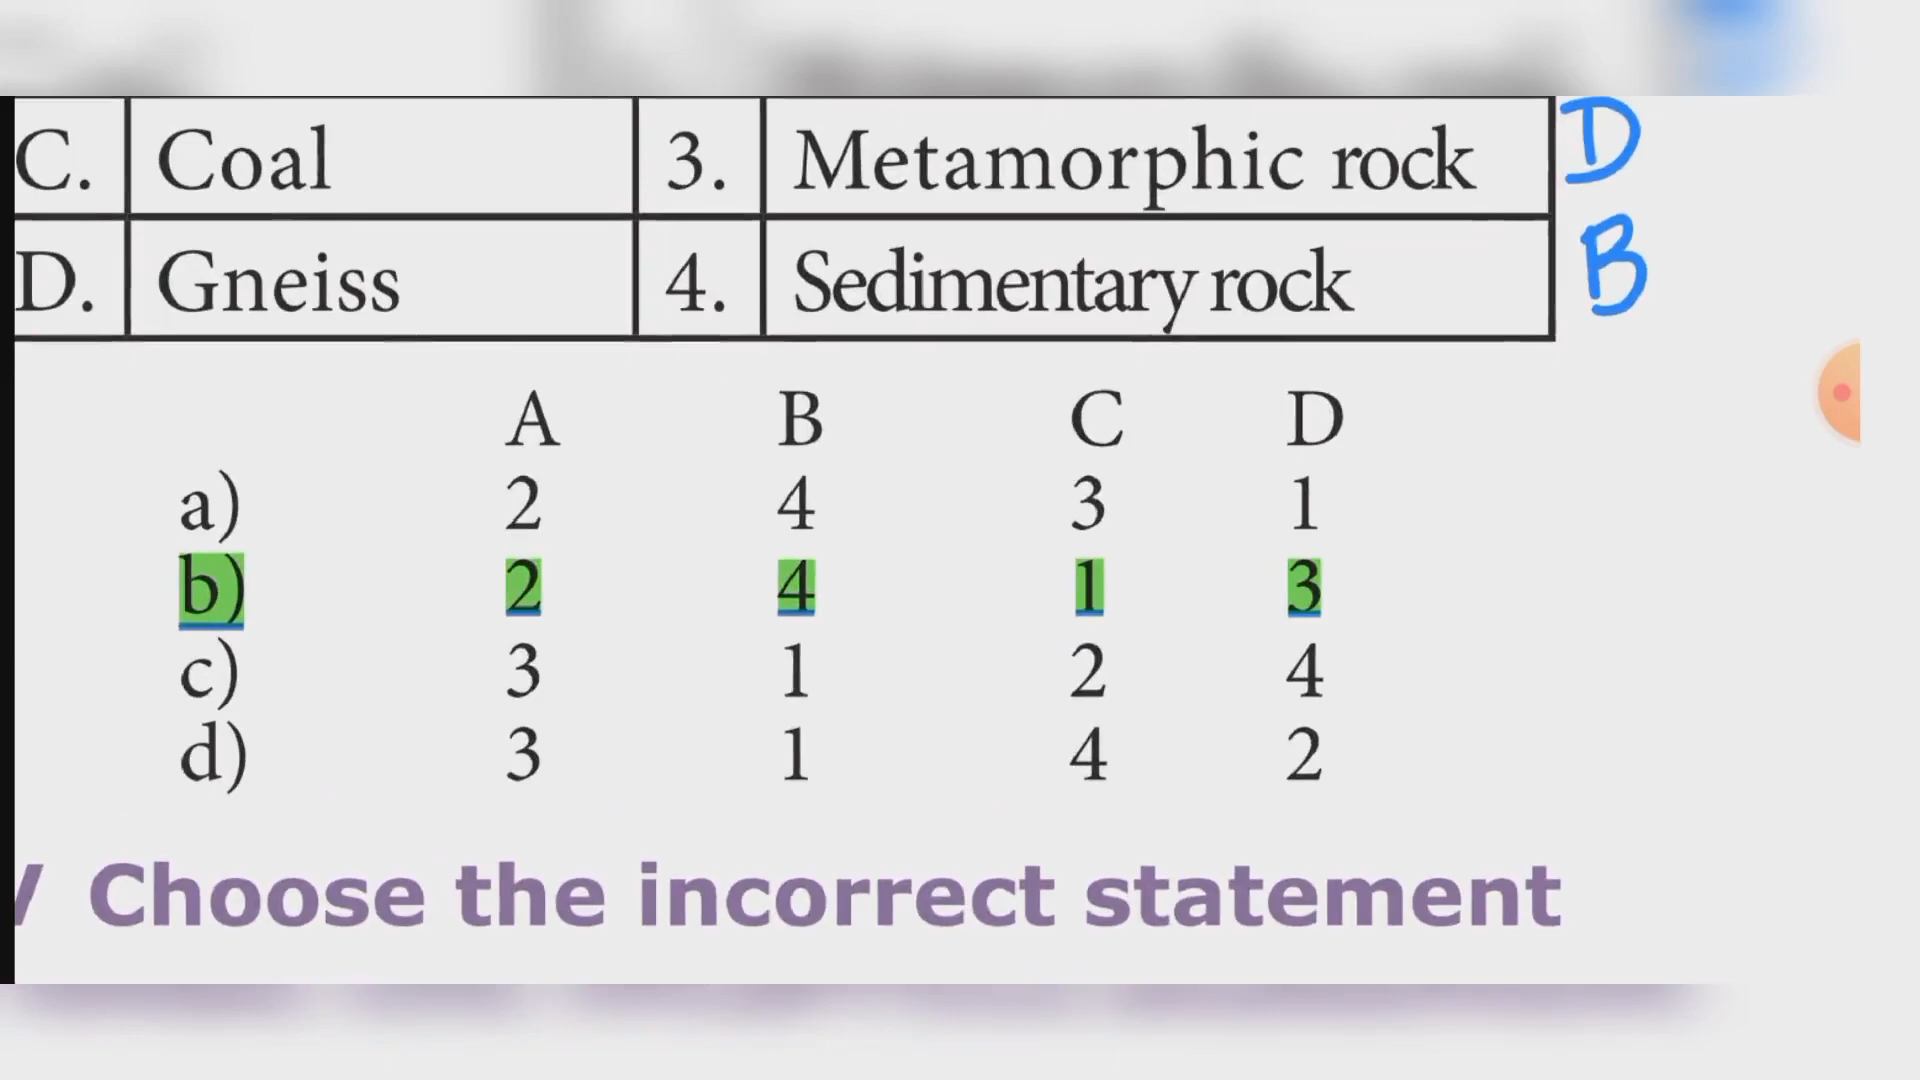 C. Coal 3. Metamorphic rock D
D. Gneiss 4. Sedimentary rock B
A B C D
a) 2 4 3 1
b) 2 4 1 3
c) 3 1 2 4
d) 3 1 4 2
Choose the incorrect statement